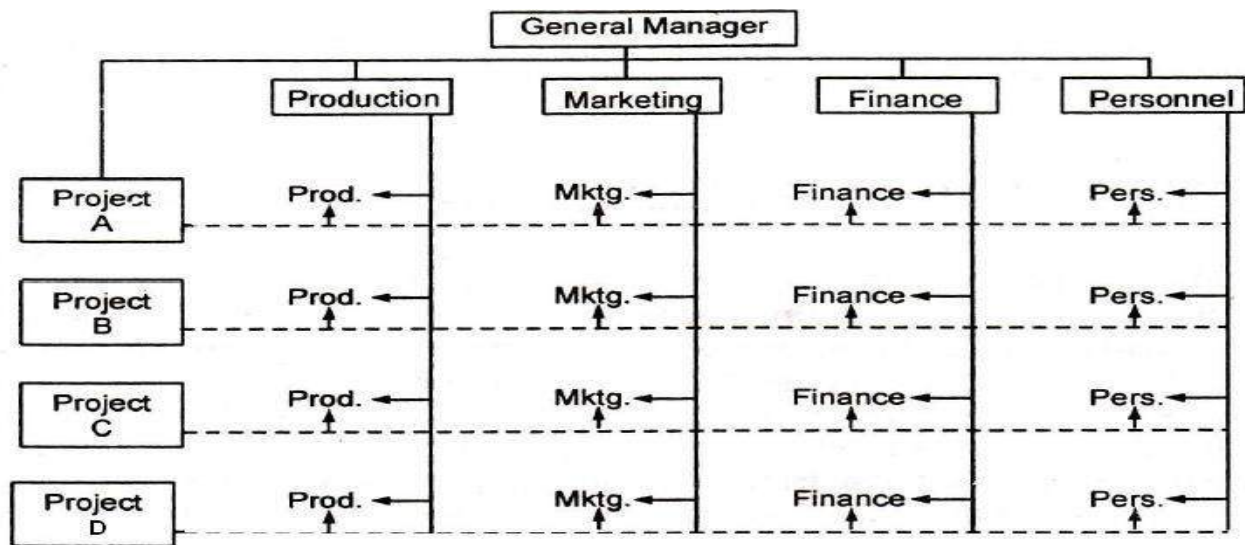 General Manager
Production Marketing Finance Personnel
Project
A
Prod. Mktg. Finance Pers.
Project
B
Prod. Mktg. Finance Pers.
Project
C
Prod. Mktg. Finance Pers.
Project
D
Prod. Mktg. Finance Pers.